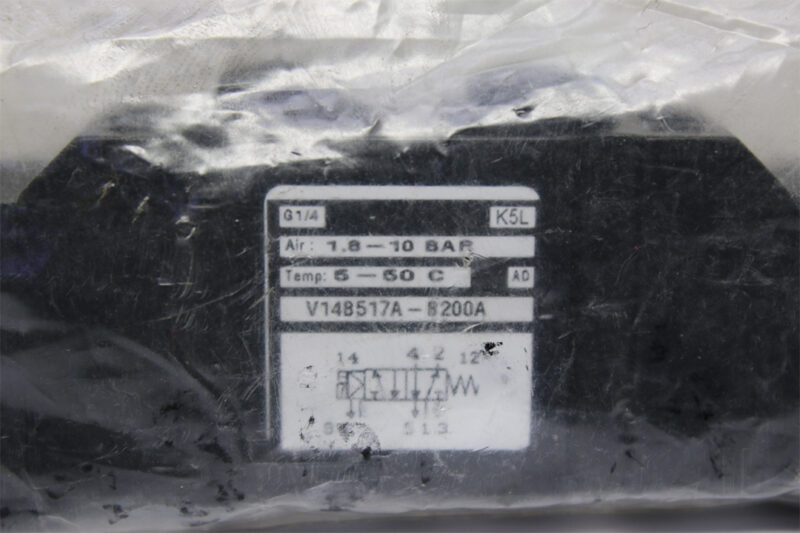 G1/4 K5L
Air: 1.8-10 BAR
Temp: 5-50 C AD
V14B517A-B200A
14 4 2 12
5 1 3